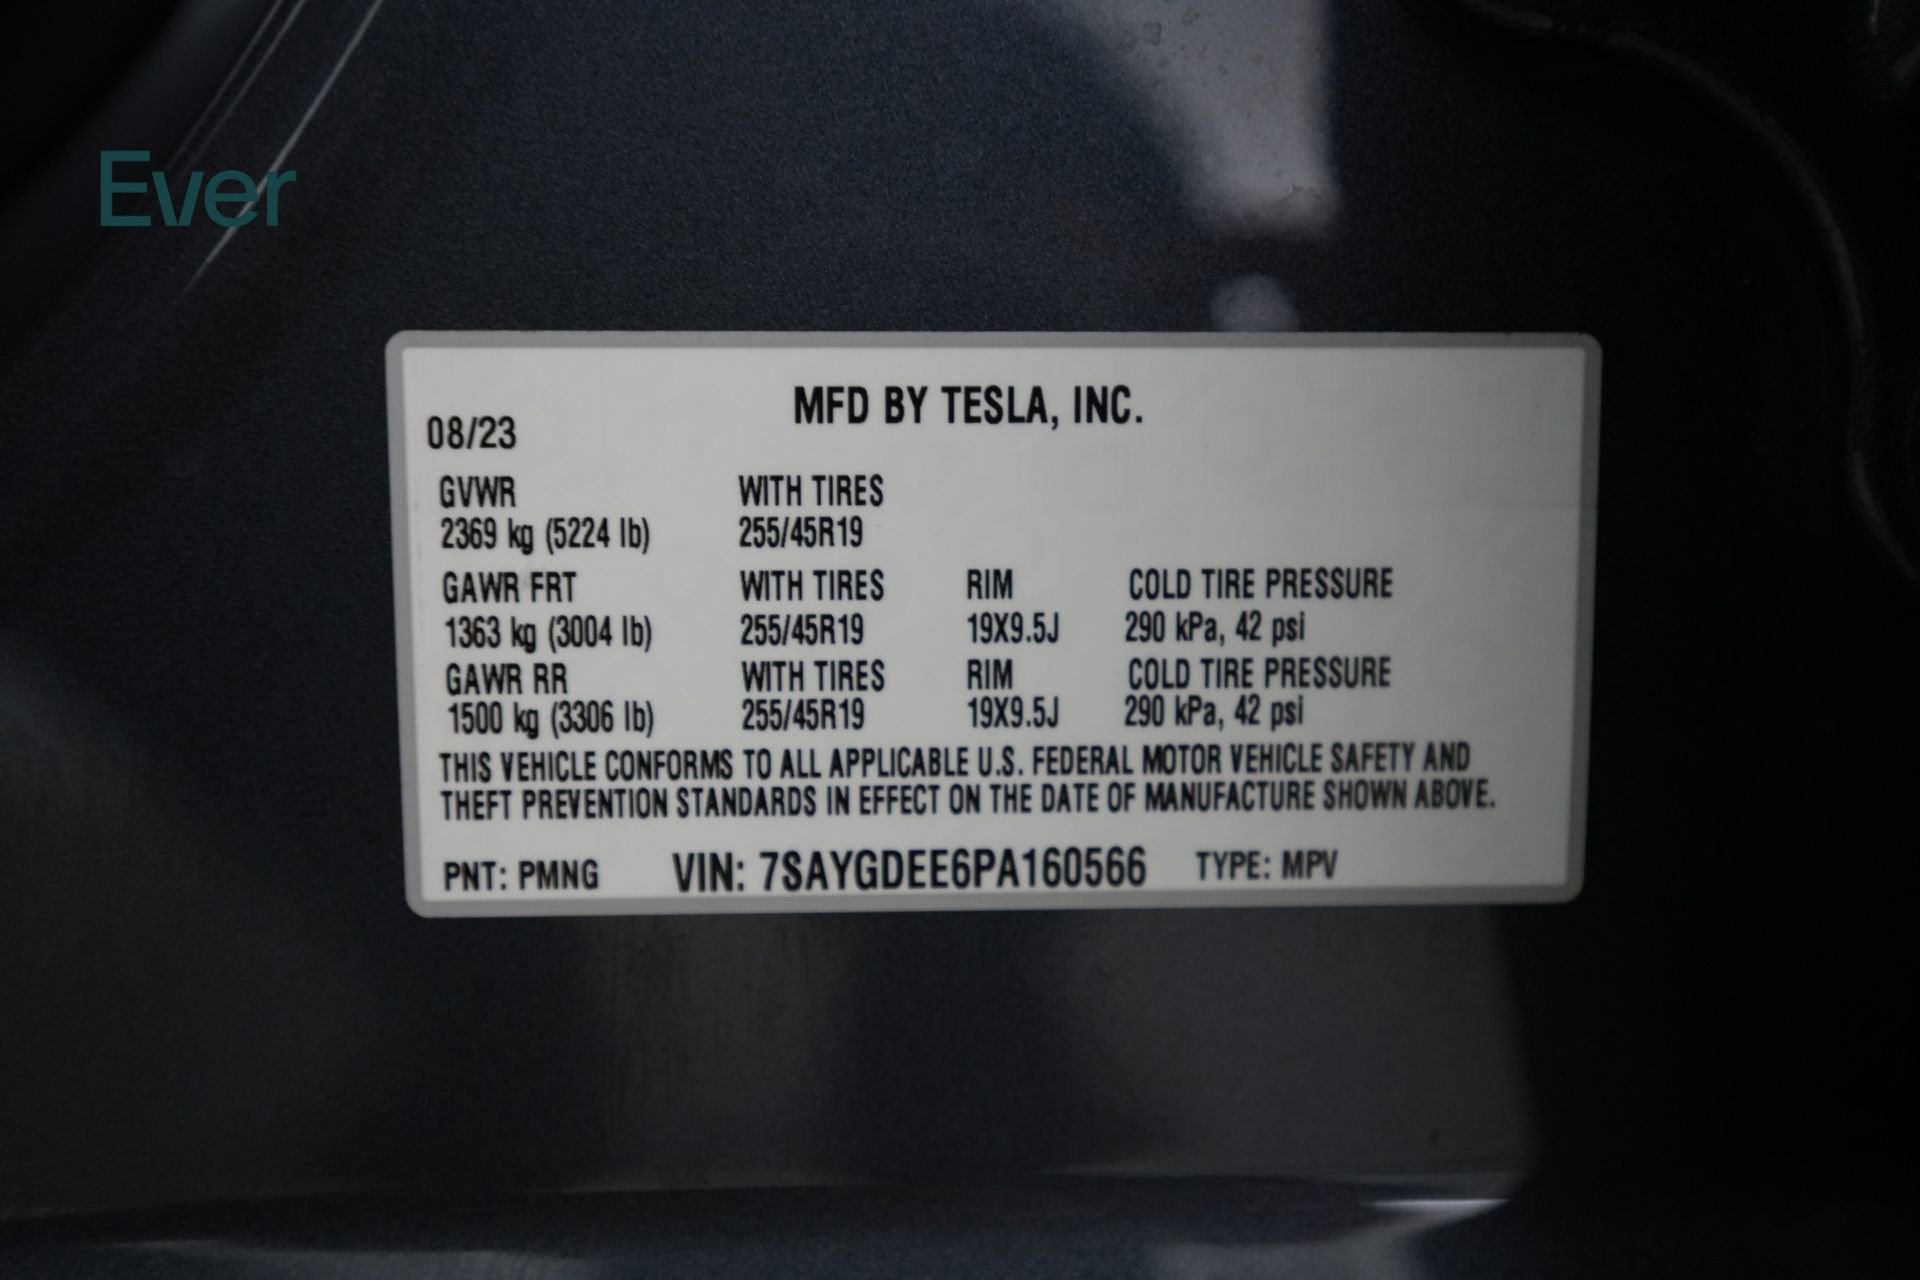 Ever
MFD BY TESLA, INC.
08/23
GVWR WITH TIRES
2369 kg (5224 lb) 255/45R19
GAWR FRT WITH TIRES RIM COLD TIRE PRESSURE
1363 kg (3004 lb) 255/45R19 19X9.5J 290 kPa, 42 psi
GAWR RR WITH TIRES RIM COLD TIRE PRESSURE
1500 kg (3306 lb) 255/45R19 19X9.5J 290 kPa, 42 psi
THIS VEHICLE CONFORMS TO ALL APPLICABLE U.S. FEDERAL MOTOR VEHICLE SAFETY AND
THEFT PREVENTION STANDARDS IN EFFECT ON THE DATE OF MANUFACTURE SHOWN ABOVE.
PNT: PMNG VIN: 7SAYGDEE6PA160566 TYPE: MPV